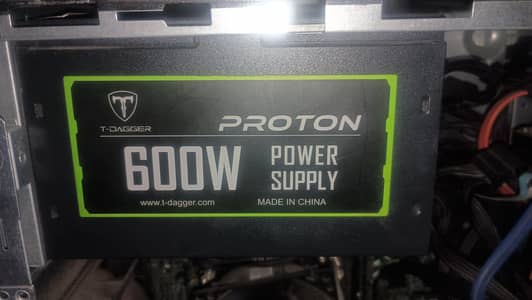 T-DAGGER
PROTON
600W
POWER
SUPPLY
www.t-dagger.com
MADE IN CHINA